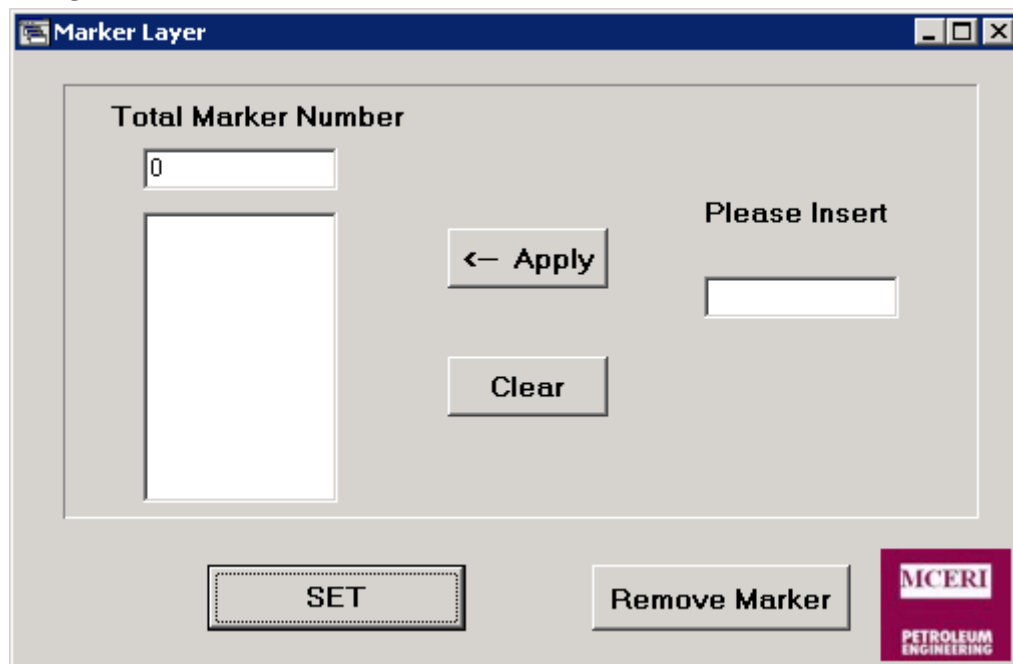 Marker Layer
Total Marker Number
0
Please Insert
<– Apply
Clear
SET
Remove Marker
MCERI
PETROLEUM
ENGINEERING